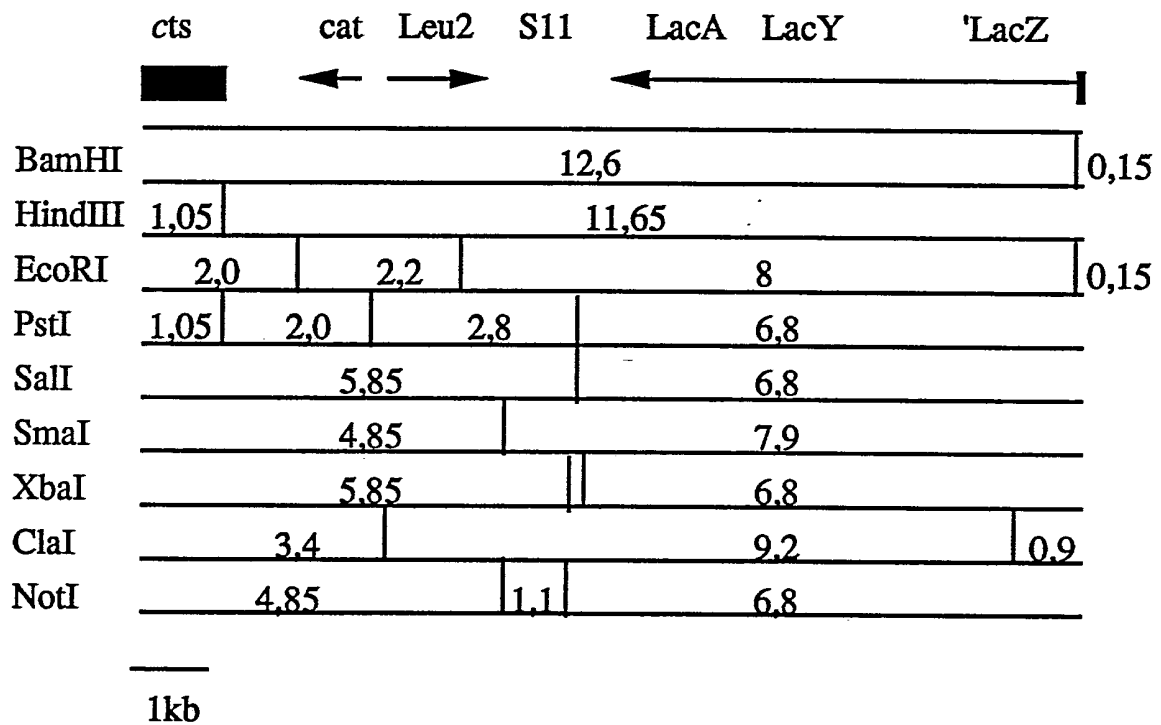 cts cat Leu2 S11 LacA LacY 'LacZ
BamHI 12,6 0,15
HindIII 1,05 11,65
EcoRI 2,0 2,2 8 0,15
PstI 1,05 2,0 2,8 6,8
SalI 5,85 6,8
SmaI 4,85 7,9
XbaI 5,85 6,8
ClaI 3,4 9,2 0,9
NotI 4,85 1,1 6,8
1kb